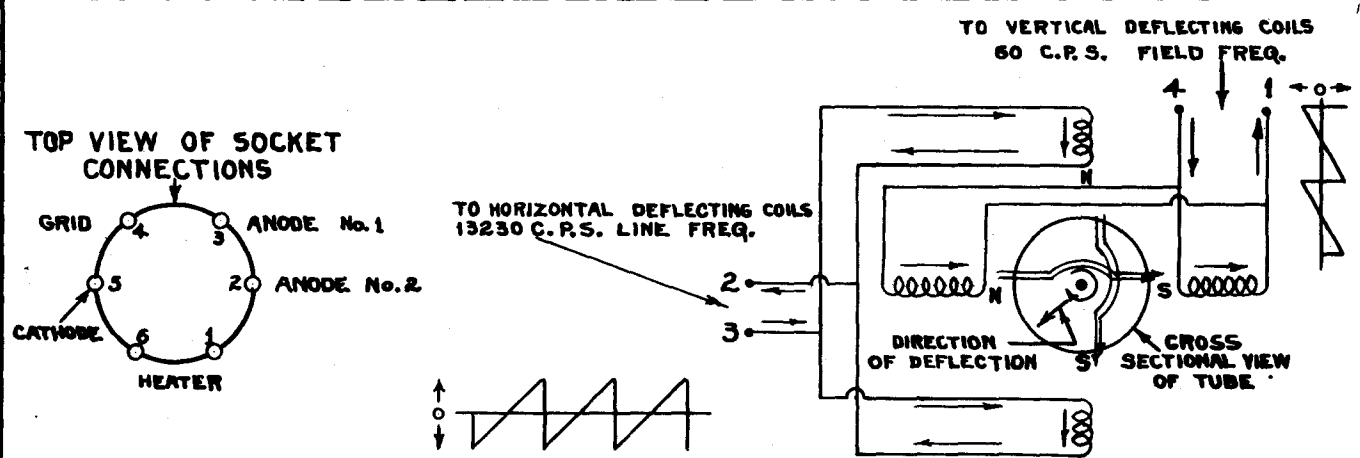 TO VERTICAL DEFLECTING COILS
60 C.P.S. FIELD FREQ.
4 1
O
TOP VIEW OF SOCKET
CONNECTIONS
GRID
4
3
ANODE No. 1
5
2
ANODE No. 2
CATHODE
6
1
HEATER
TO HORIZONTAL DEFLECTING COILS
13230 C.P.S. LINE FREQ.
2
3
N
N
S
S
DIRECTION
OF DEFLECTION
CROSS
SECTIONAL VIEW
OF TUBE
O